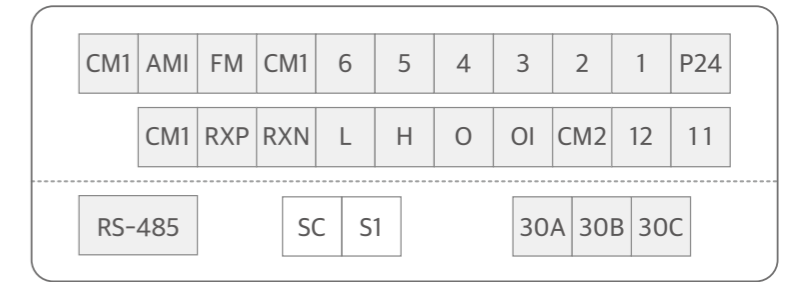 CM1 AMI FM CM1 6 5 4 3 2 1 P24
CM1 RXP RXN L H O OI CM2 12 11
RS-485 SC S1 30A 30B 30C